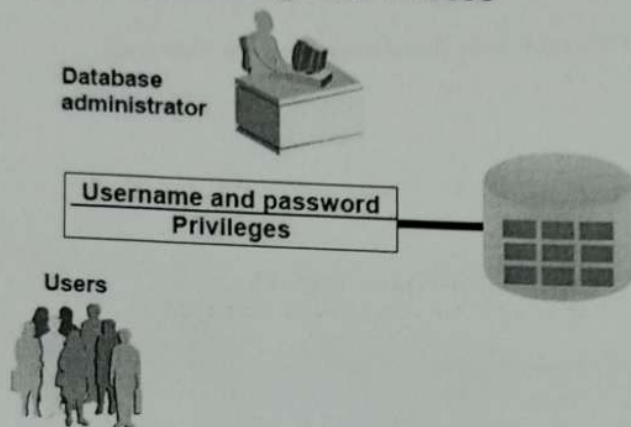 Database
administrator
Username and password
Privileges
Users